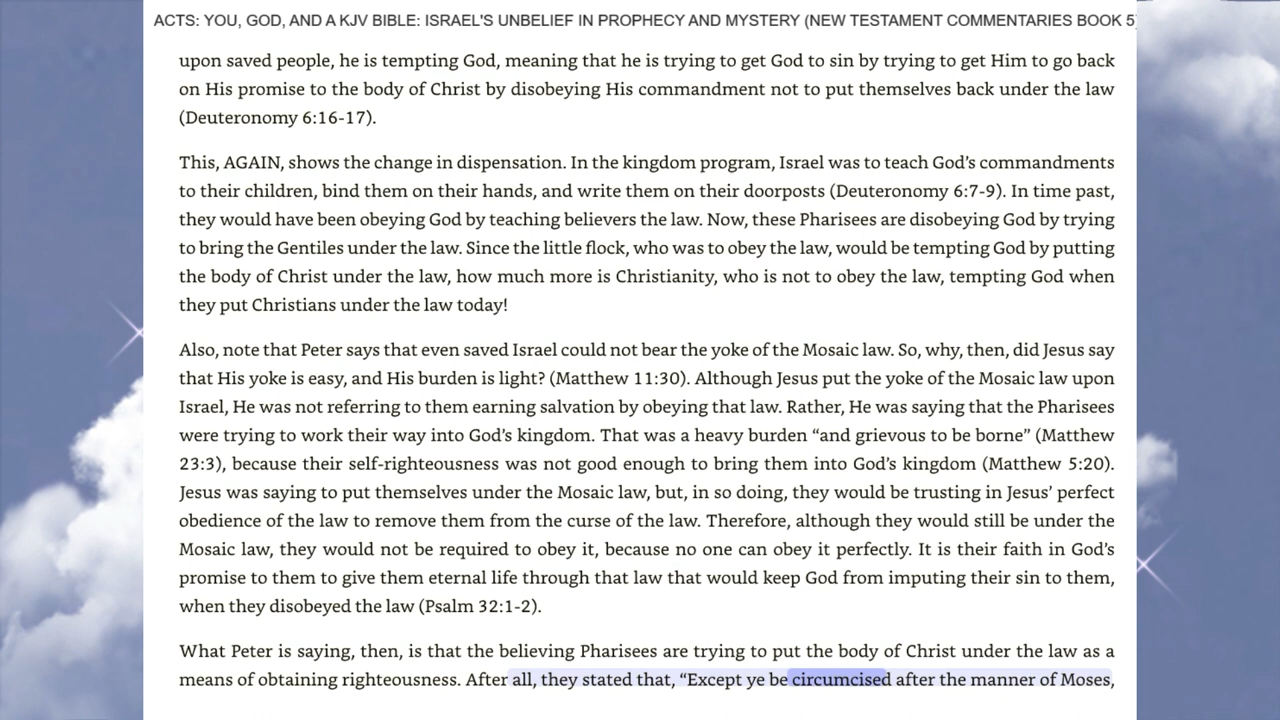 ACTS: YOU, GOD, AND A KJV BIBLE: ISRAEL'S UNBELIEF IN PROPHECY AND MYSTERY (NEW TESTAMENT COMMENTARIES BOOK 5)
upon saved people, he is tempting God, meaning that he is trying to get God to sin by trying to get Him to go back
on His promise to the body of Christ by disobeying His commandment not to put themselves back under the law
(Deuteronomy 6:16-17).
This, AGAIN, shows the change in dispensation. In the kingdom program, Israel was to teach God’s commandments
to their children, bind them on their hands, and write them on their doorposts (Deuteronomy 6:7-9). In time past,
they would have been obeying God by teaching believers the law. Now, these Pharisees are disobeying God by trying
to bring the Gentiles under the law. Since the little flock, who was to obey the law, would be tempting God by putting
the body of Christ under the law, how much more is Christianity, who is not to obey the law, tempting God when
they put Christians under the law today!
Also, note that Peter says that even saved Israel could not bear the yoke of the Mosaic law. So, why, then, did Jesus say
that His yoke is easy, and His burden is light? (Matthew 11:30). Although Jesus put the yoke of the Mosaic law upon
Israel, He was not referring to them earning salvation by obeying that law. Rather, He was saying that the Pharisees
were trying to work their way into God’s kingdom. That was a heavy burden “and grievous to be borne” (Matthew
23:3), because their self-righteousness was not good enough to bring them into God’s kingdom (Matthew 5:20).
Jesus was saying to put themselves under the Mosaic law, but, in so doing, they would be trusting in Jesus’ perfect
obedience of the law to remove them from the curse of the law. Therefore, although they would still be under the
Mosaic law, they would not be required to obey it, because no one can obey it perfectly. It is their faith in God’s
promise to them to give them eternal life through that law that would keep God from imputing their sin to them,
when they disobeyed the law (Psalm 32:1-2).
What Peter is saying, then, is that the believing Pharisees are trying to put the body of Christ under the law as a
means of obtaining righteousness. After all, they stated that, “Except ye be circumcised after the manner of Moses,